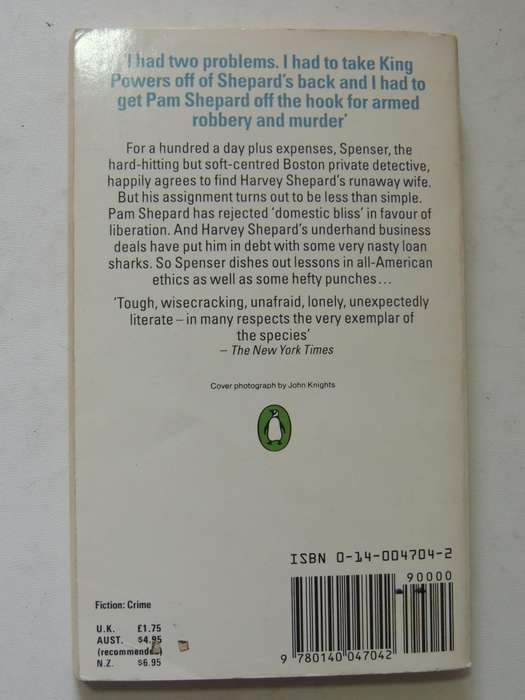 'I had two problems. I had to take King
Powers off of Shepard's back and I had to
get Pam Shepard off the hook for armed
robbery and murder'
For a hundred a day plus expenses, Spenser, the
hard-hitting but soft-centred Boston private detective,
happily agrees to find Harvey Shepard's runaway wife.
But his assignment turns out to be less than simple.
Pam Shepard has rejected 'domestic bliss' in favour of
liberation. And Harvey Shepard's underhand business
deals have put him in debt with some very nasty loan
sharks. So Spenser dishes out lessons in all-American
ethics as well as some hefty punches...
'Tough, wisecracking, unafraid, lonely, unexpectedly
literate – in many respects the very exemplar of
the species'
– The New York Times
Cover photograph by John Knights
ISBN 0-14-004704-2
90000
Fiction: Crime
U.K. £1.75
AUST. $4.95
(recommended)
N.Z. $6.95
9 780140 047042